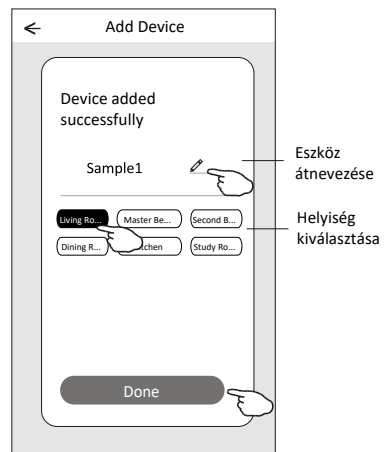 ← Add Device
Device added
successfully
Sample1
Eszköz
átnevezése
Living Ro...
Master Be...
Second B...
Helyiség
kiválasztása
Dining R...
Study Ro...
Done